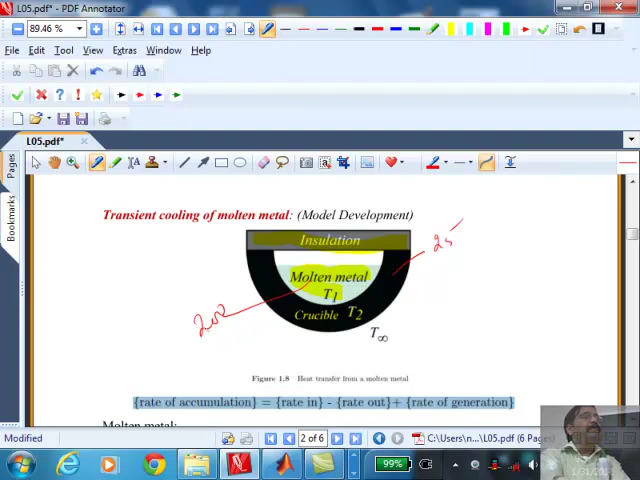 L05.pdf* - PDF Annotator
89.46 %
File Edit Tool View Extras Window Help
L05.pdf* ×
Pages
Bookmarks
Transient cooling of molten metal: (Model Development)
Insulation
Molten metal
T1
Crucible T2
T∞
25
200
Figure 1.8 Heat transfer from a molten metal
{rate of accumulation} = {rate in} - {rate out}+ {rate of generation}
Molten metal:
Modified
2 of 6
C:\Users\n...\L05.pdf (6 Pages)
99%